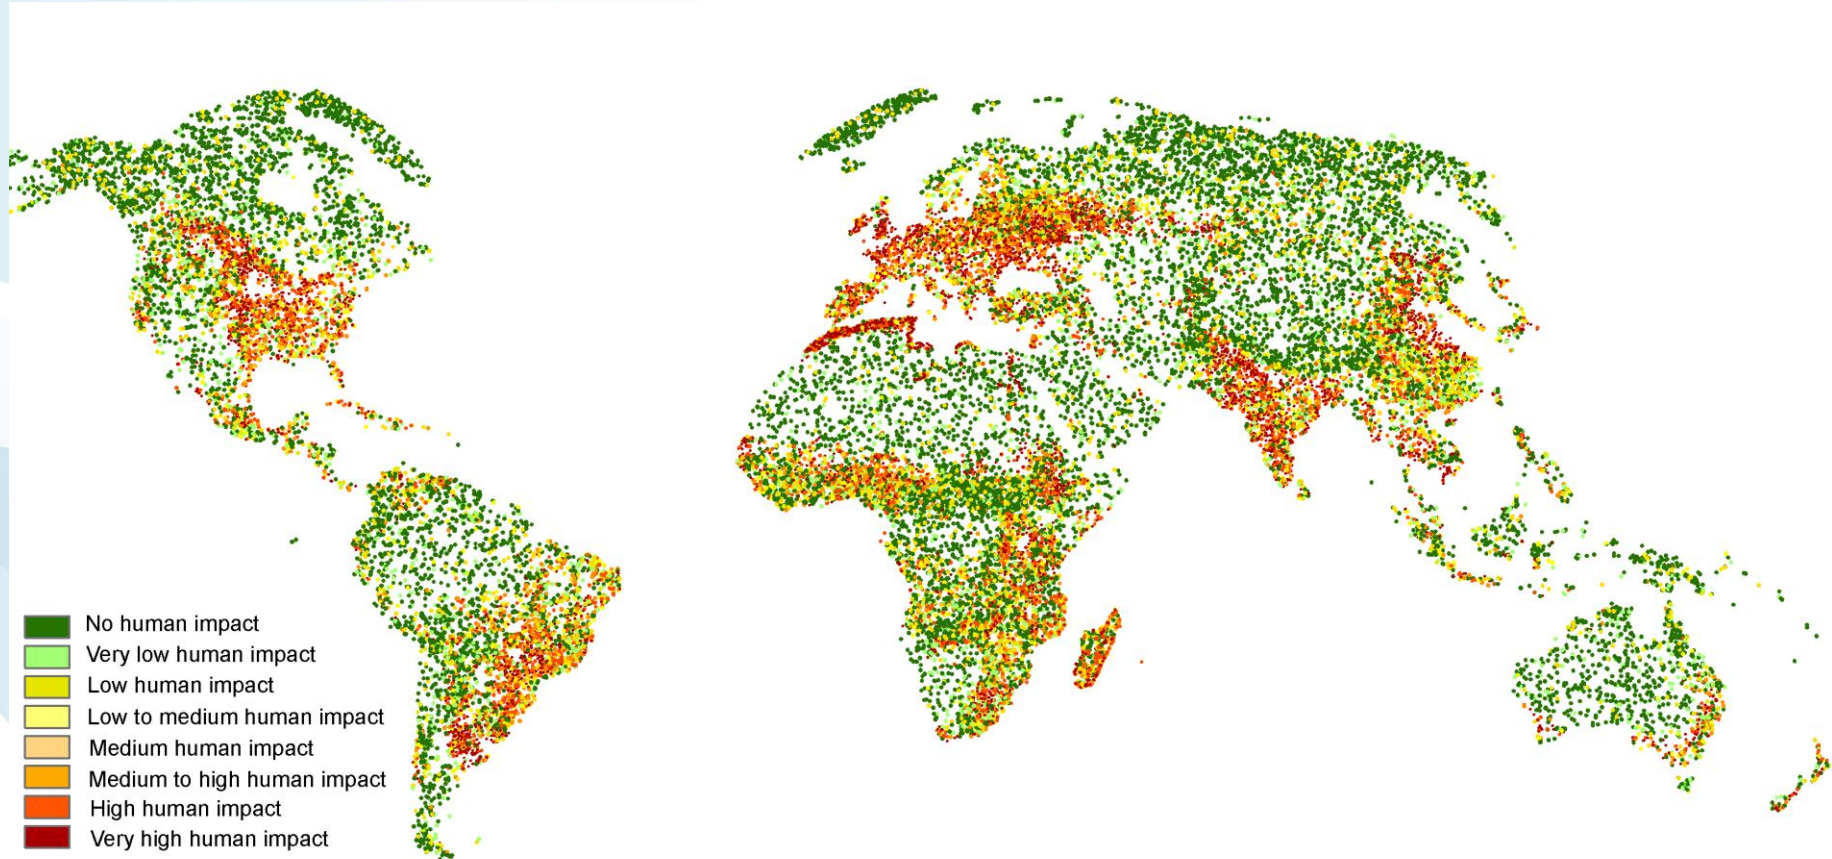 No human impact
Very low human impact
Low human impact
Low to medium human impact
Medium human impact
Medium to high human impact
High human impact
Very high human impact